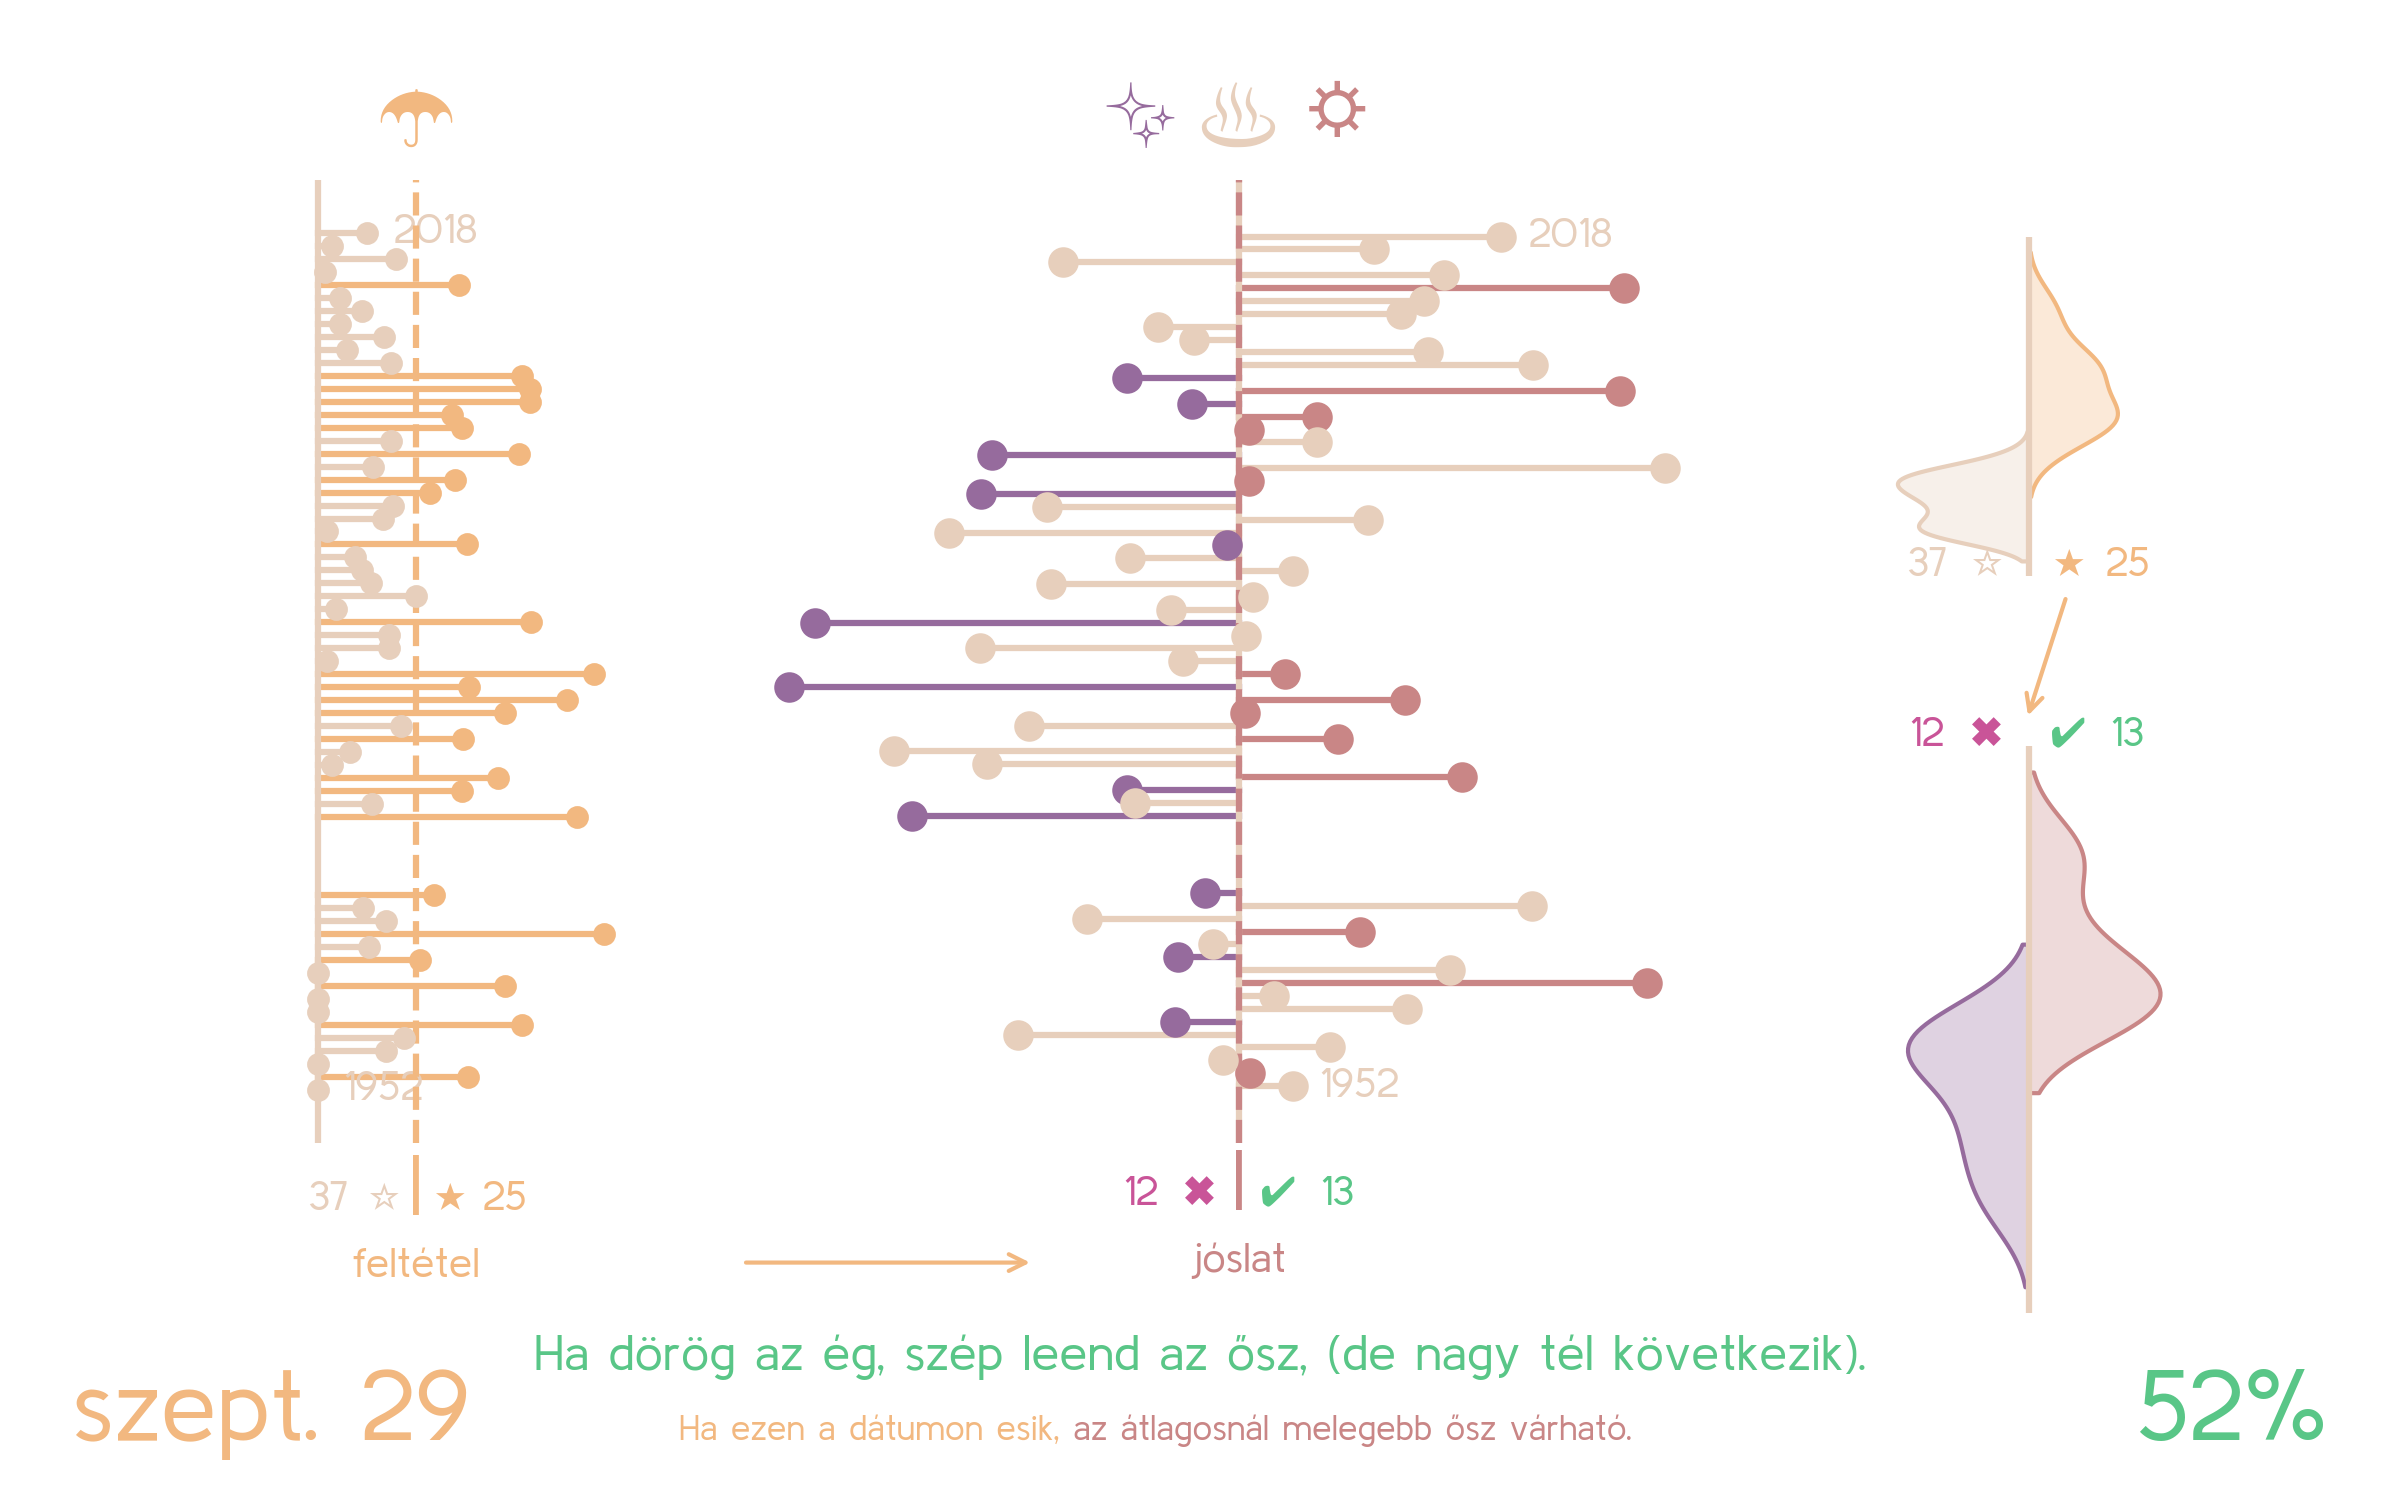 2018
2018
37 ☆ ★ 25
12 ✖ ✔ 13
1952
1952
37 ☆ ★ 25
12 ✖ ✔ 13
feltétel
jóslat
Ha dörög az ég, szép leend az ősz, (de nagy tél következik).
szept. 29
52%
Ha ezen a dátumon esik, az átlagosnál melegebb ősz várható.